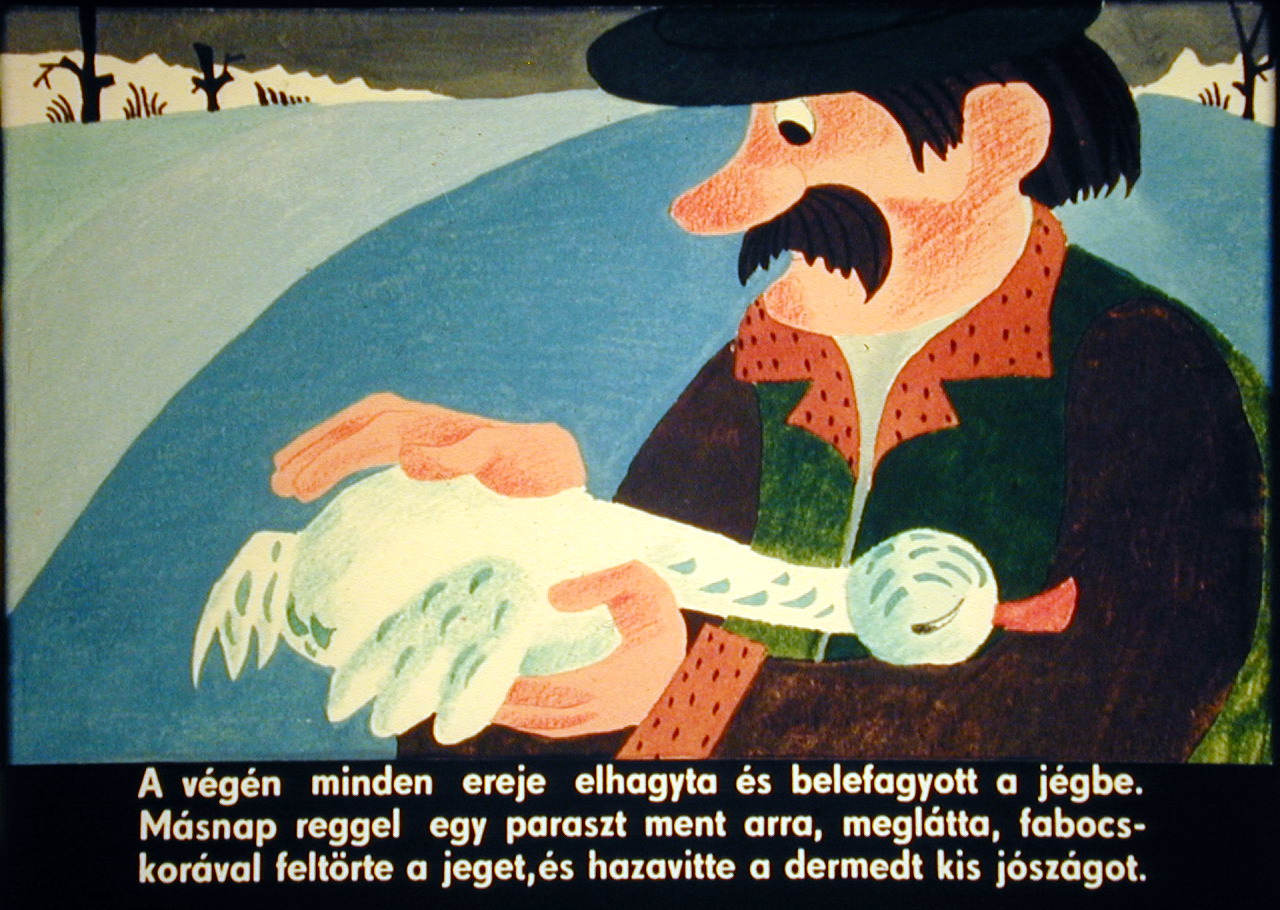 A végén minden ereje elhagyta és belefagyott a jégbe.
Másnap reggel egy paraszt ment arra, meglátta, fabocs-
korával feltörte a jeget,és hazavitte a dermedt kis jószágot.